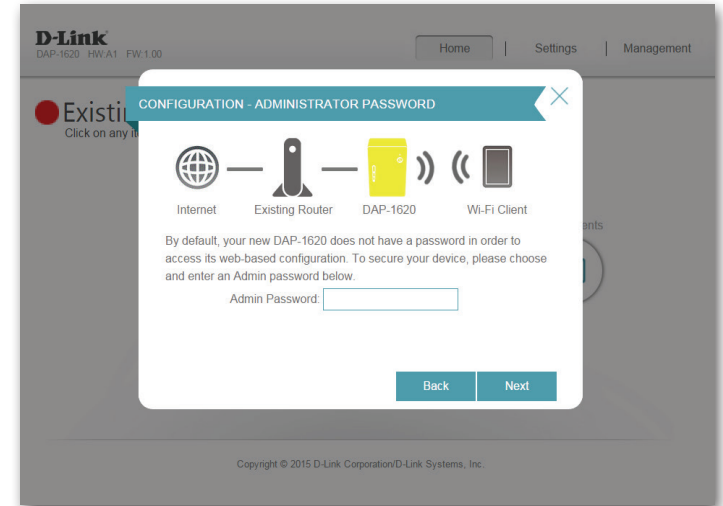 D-Link
DAP-1620 HW:A1 FW:1.00
Home | Settings | Management
Existi
Click on any it
CONFIGURATION - ADMINISTRATOR PASSWORD
Internet Existing Router DAP-1620 Wi-Fi Client
ents
By default, your new DAP-1620 does not have a password in order to
access its web-based configuration. To secure your device, please choose
and enter an Admin password below.
Admin Password:
Back Next
Copyright © 2015 D-Link Corporation/D-Link Systems, Inc.